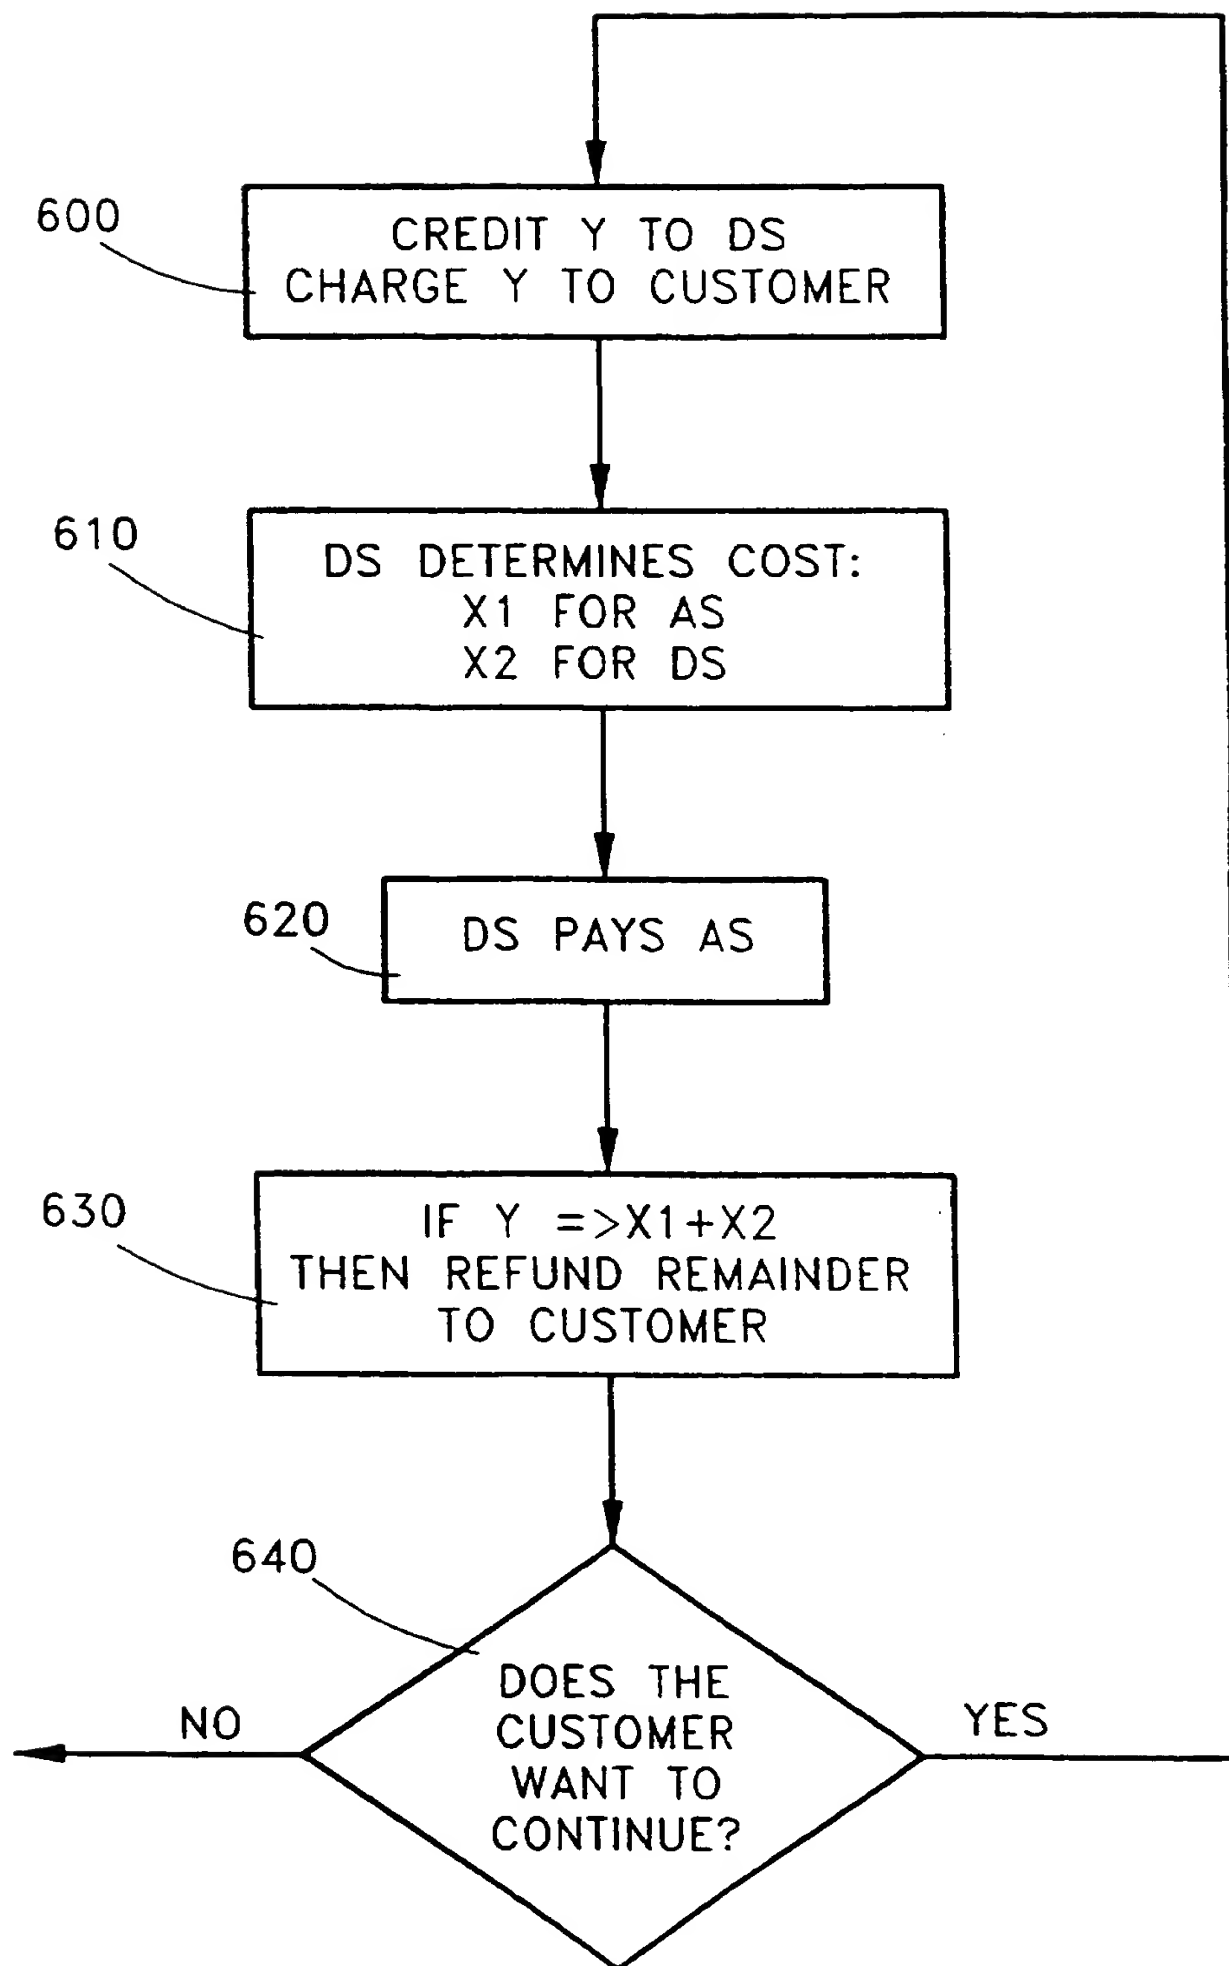 600
CREDIT Y TO DS
CHARGE Y TO CUSTOMER
610
DS DETERMINES COST:
X1 FOR AS
X2 FOR DS
620
DS PAYS AS
630
IF Y =>X1+X2
THEN REFUND REMAINDER
TO CUSTOMER
640
DOES THE
CUSTOMER
WANT TO
CONTINUE?
NO
YES